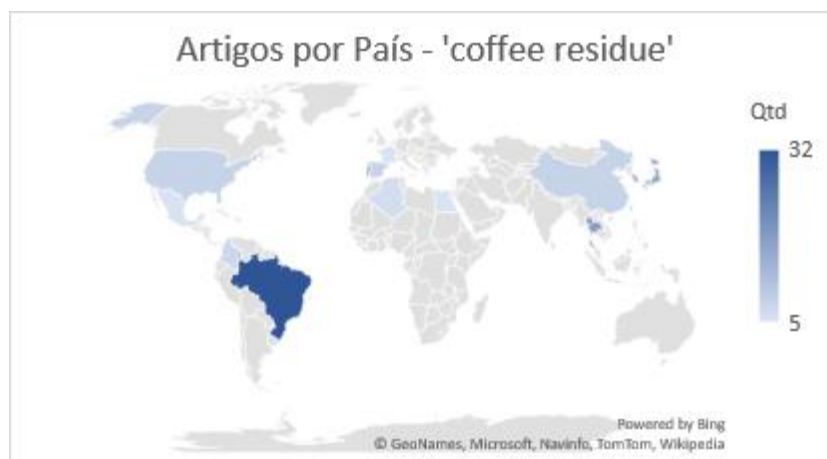 Artigos por País - 'coffee residue'
Qtd
32
5
Powered by Bing
© GeoNames, Microsoft, Navinfo, TomTom, Wikipedia